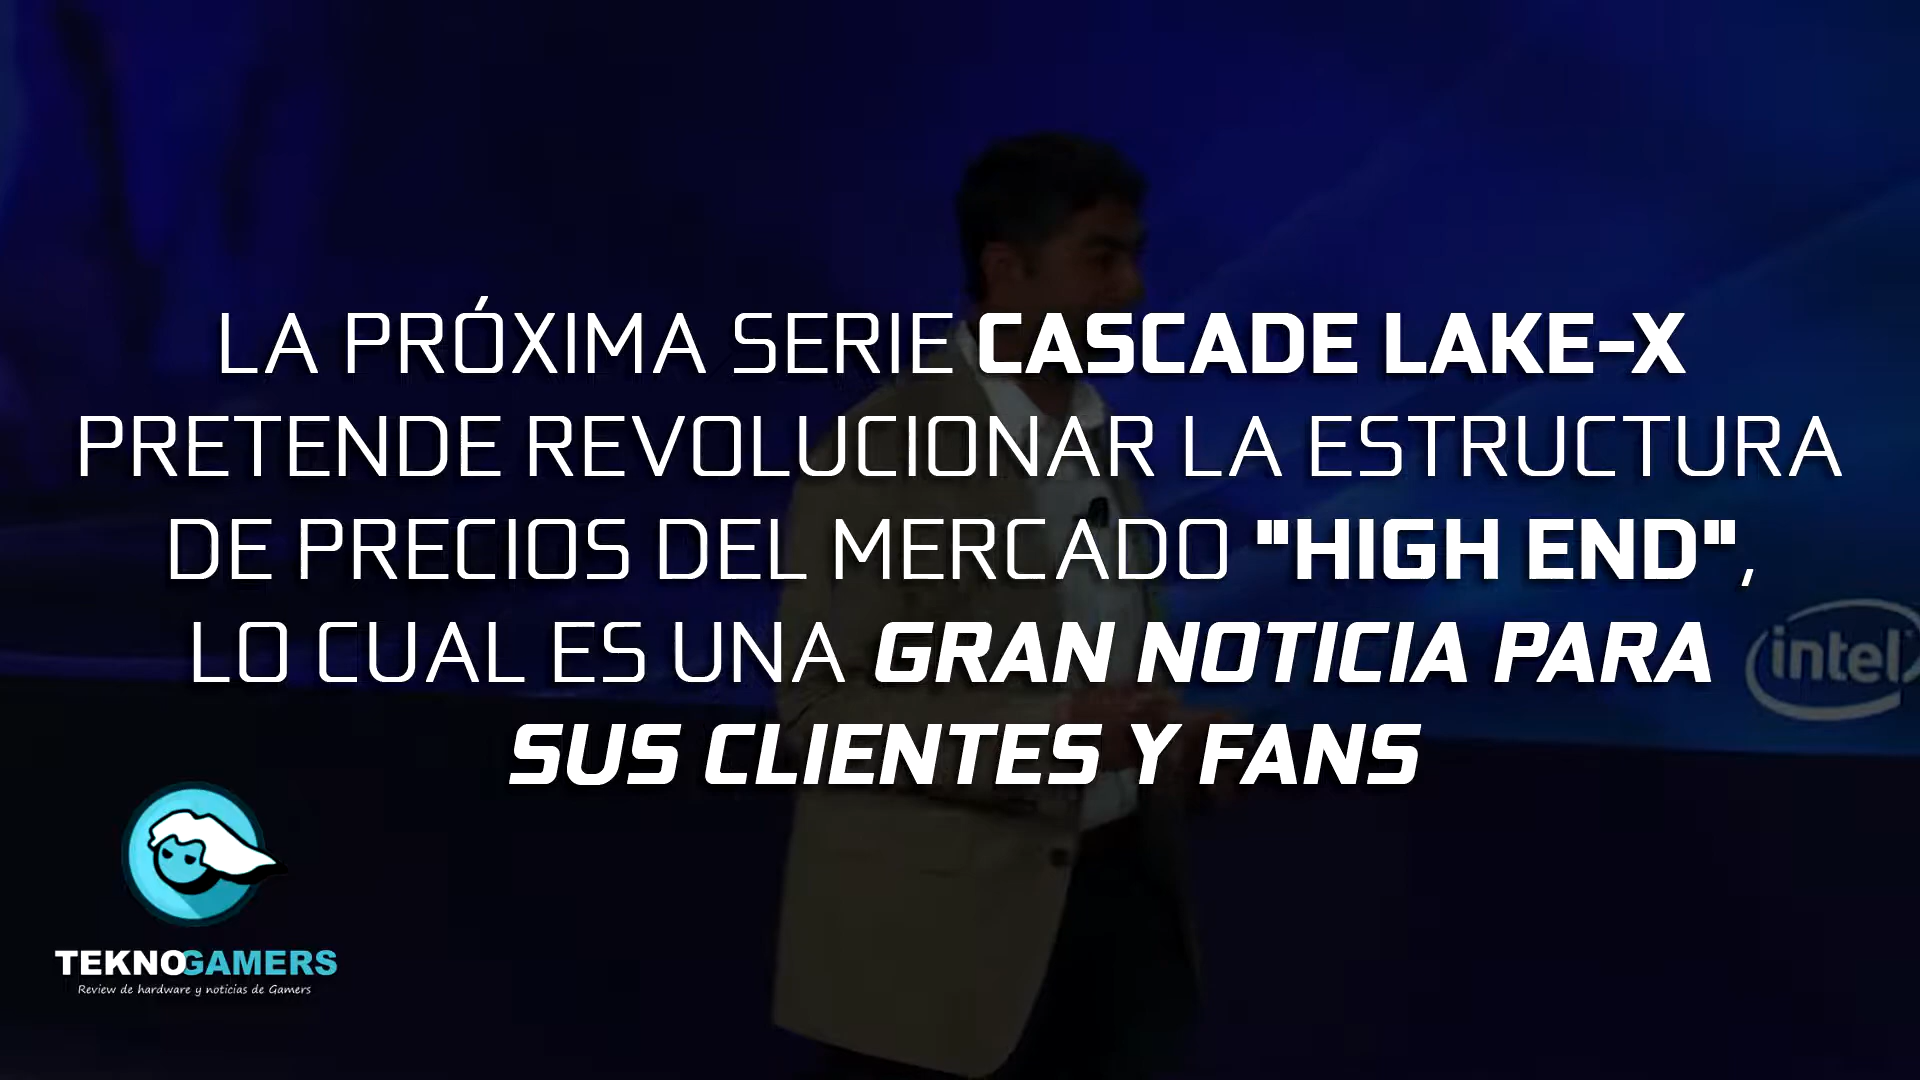 LA PRÓXIMA SERIE CASCADE LAKE-X
PRETENDE REVOLUCIONAR LA ESTRUCTURA
DE PRECIOS DEL MERCADO "HIGH END",
LO CUAL ES UNA GRAN NOTICIA PARA
SUS CLIENTES Y FANS
intel
TEKNOGAMERS
Review de hardware y noticias de Gamers